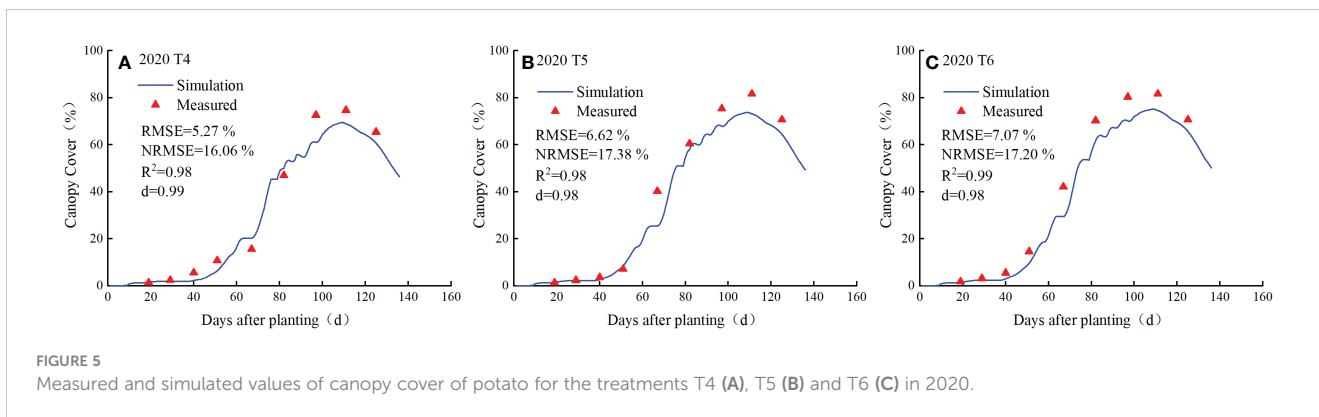 A 2020 T4
Simulation
Measured
RMSE=5.27 %
NRMSE=16.06 %
R²=0.98
d=0.99
Canopy Cover (%)
100
80
60
40
20
0
0 20 40 60 80 100 120 140 160
Days after planting（d）
B 2020 T5
Simulation
Measured
RMSE=6.62 %
NRMSE=17.38 %
R²=0.98
d=0.98
Canopy Cover（%）
100
80
60
40
20
0
0 20 40 60 80 100 120 140 160
Days after planting（d）
C 2020 T6
Simulation
Measured
RMSE=7.07 %
NRMSE=17.20 %
R²=0.99
d=0.98
Canopy Cover（%）
100
80
60
40
20
0
0 20 40 60 80 100 120 140 160
Days after planting（d）
FIGURE 5
Measured and simulated values of canopy cover of potato for the treatments T4 (A), T5 (B) and T6 (C) in 2020.